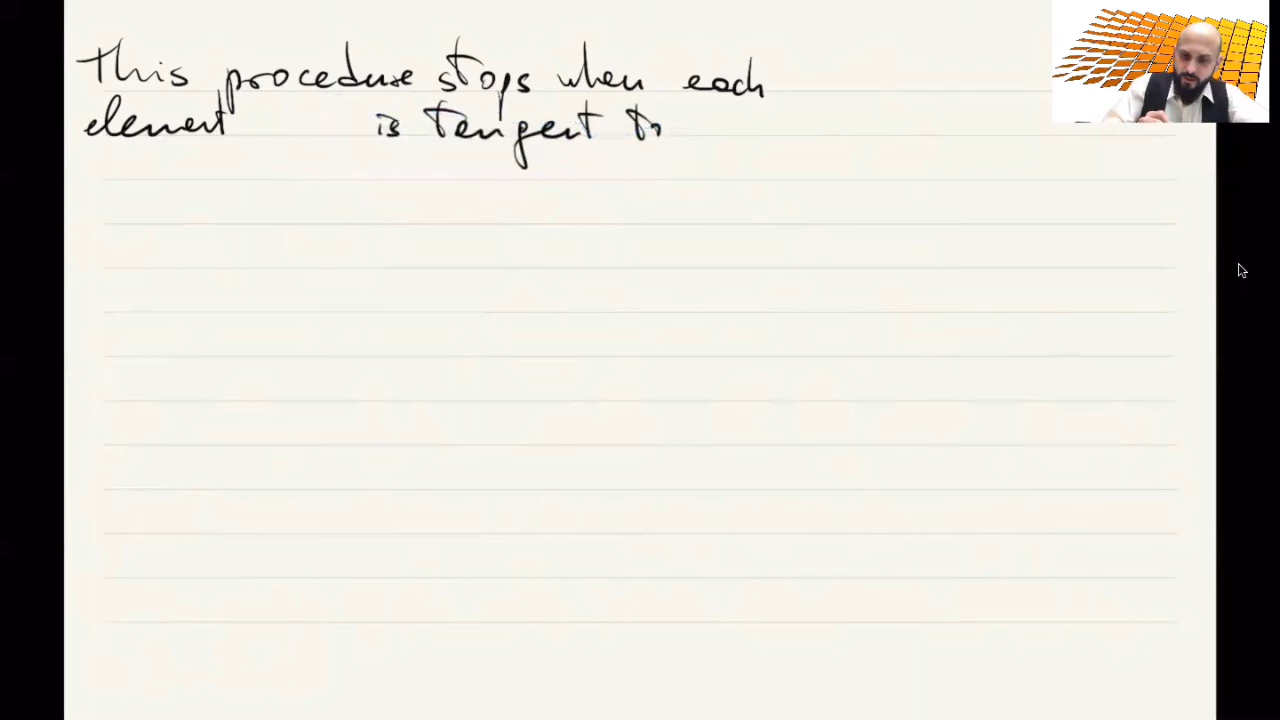 This procedure stops when each
element is tangent to